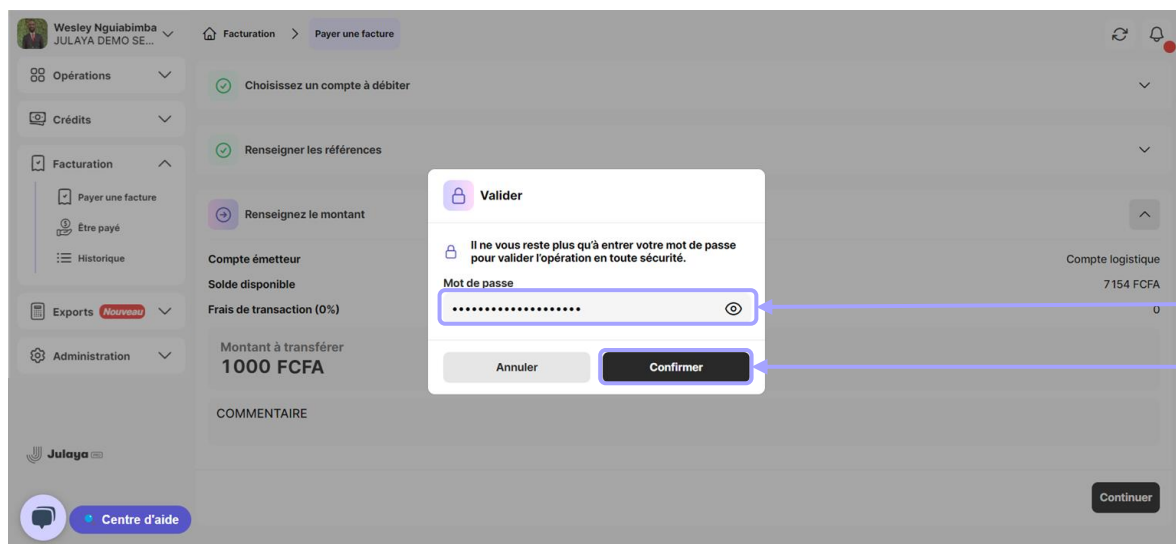 Wesley Nguiabimba
JULAYA DEMO SE...
Facturation > Payer une facture
Opérations
Crédits
Facturation
Payer une facture
Être payé
Historique
Exports Nouveau
Administration
Julaya PRO
Centre d'aide
Choisissez un compte à débiter
Renseigner les références
Renseignez le montant
Compte émetteur
Compte logistique
Solde disponible
7 154 FCFA
Frais de transaction (0%)
0
Montant à transférer
1000 FCFA
COMMENTAIRE
Continuer
Valider
Il ne vous reste plus qu'à entrer votre mot de passe
pour valider l'opération en toute sécurité.
Mot de passe
••••••••••••••••••••
Annuler
Confirmer